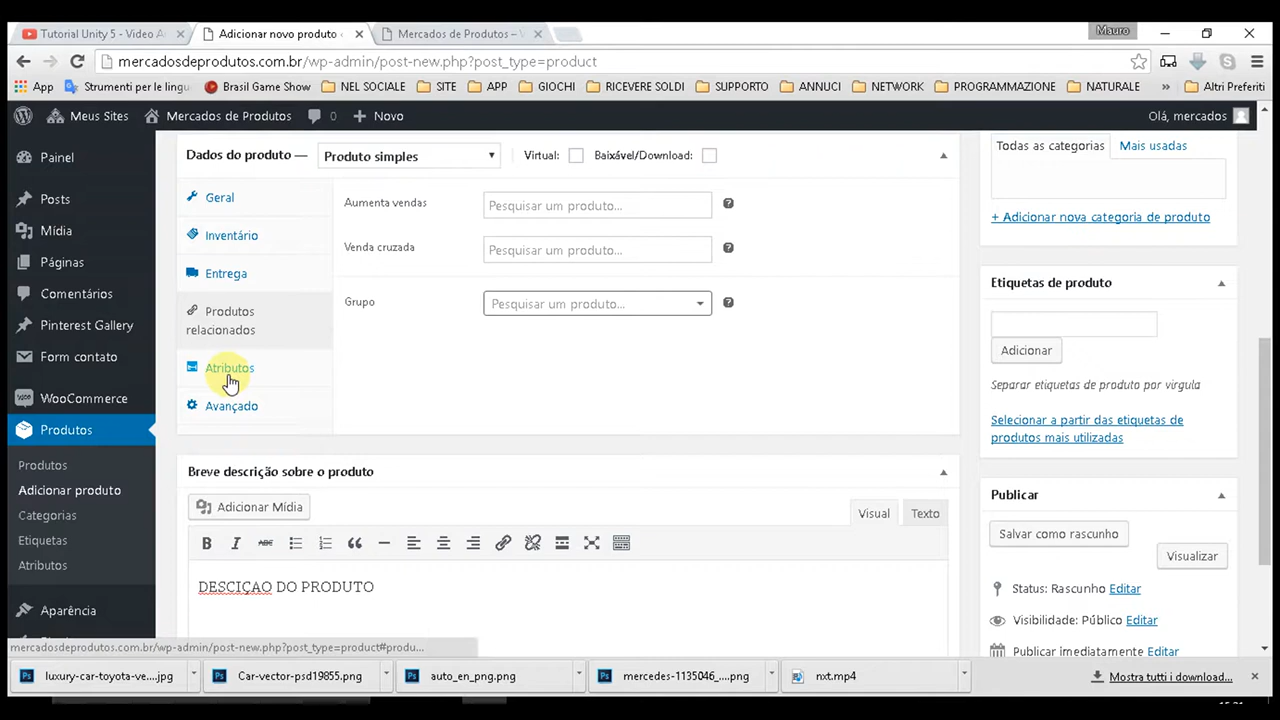 Mauro
Tutorial Unity 5 - Video A
Adicionar novo produto
Mercados de Produtos – W
mercadosdeprodutos.com.br/wp-admin/post-new.php?post_type=product
App
Strumenti per le lingu
Brasil Game Show
NEL SOCIALE
SITE
APP
GIOCHI
RICEVERE SOLDI
SUPPORTO
ANNUCI
NETWORK
PROGRAMMAZIONE
NATURALE
»
Altri Preferiti
Meus Sites
Mercados de Produtos
0
+ Novo
Olá, mercados
Painel
Posts
Mídia
Páginas
Comentários
Pinterest Gallery
Form contato
WooCommerce
Produtos
Produtos
Adicionar produto
Categorias
Etiquetas
Atributos
Aparência
Dados do produto —
Produto simples
Virtual:
Baixável/Download:
Geral
Inventário
Entrega
Produtos
relacionados
Atributos
Avançado
Aumenta vendas
Pesquisar um produto...
Venda cruzada
Pesquisar um produto...
Grupo
Pesquisar um produto...
Breve descrição sobre o produto
Adicionar Mídia
Visual
Texto
B I ABC
DESCIÇAO DO PRODUTO
Todas as categorias
Mais usadas
+ Adicionar nova categoria de produto
Etiquetas de produto
Adicionar
Separar etiquetas de produto por vírgula
Selecionar a partir das etiquetas de
produtos mais utilizadas
Publicar
Salvar como rascunho
Visualizar
Status: Rascunho Editar
Visibilidade: Público Editar
Publicar imediatamente Editar
mercadosdeprodutos.com.br/wp-admin/post-new.php?post_type=product#produ...
luxury-car-toyota-ve....jpg
Car-vector-psd19855.png
auto_en_png.png
mercedes-1135046_....png
nxt.mp4
Mostra tutti i download...